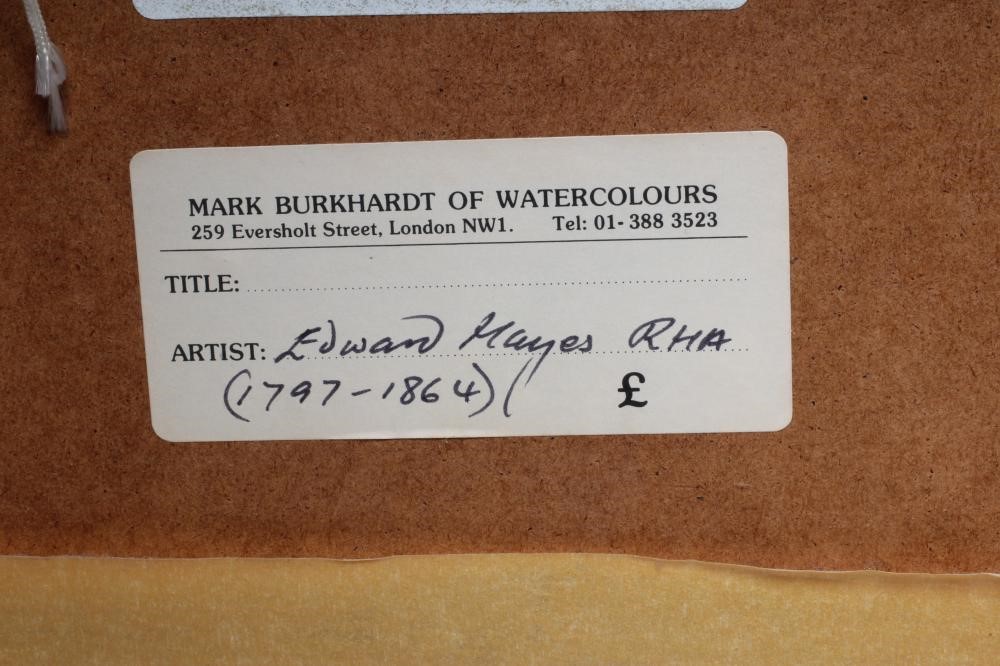 MARK BURKHARDT OF WATERCOLOURS
259 Eversholt Street, London NW1. Tel: 01-388 3523
TITLE:
ARTIST: Edward Hayes RHA
(1797-1864) (
£